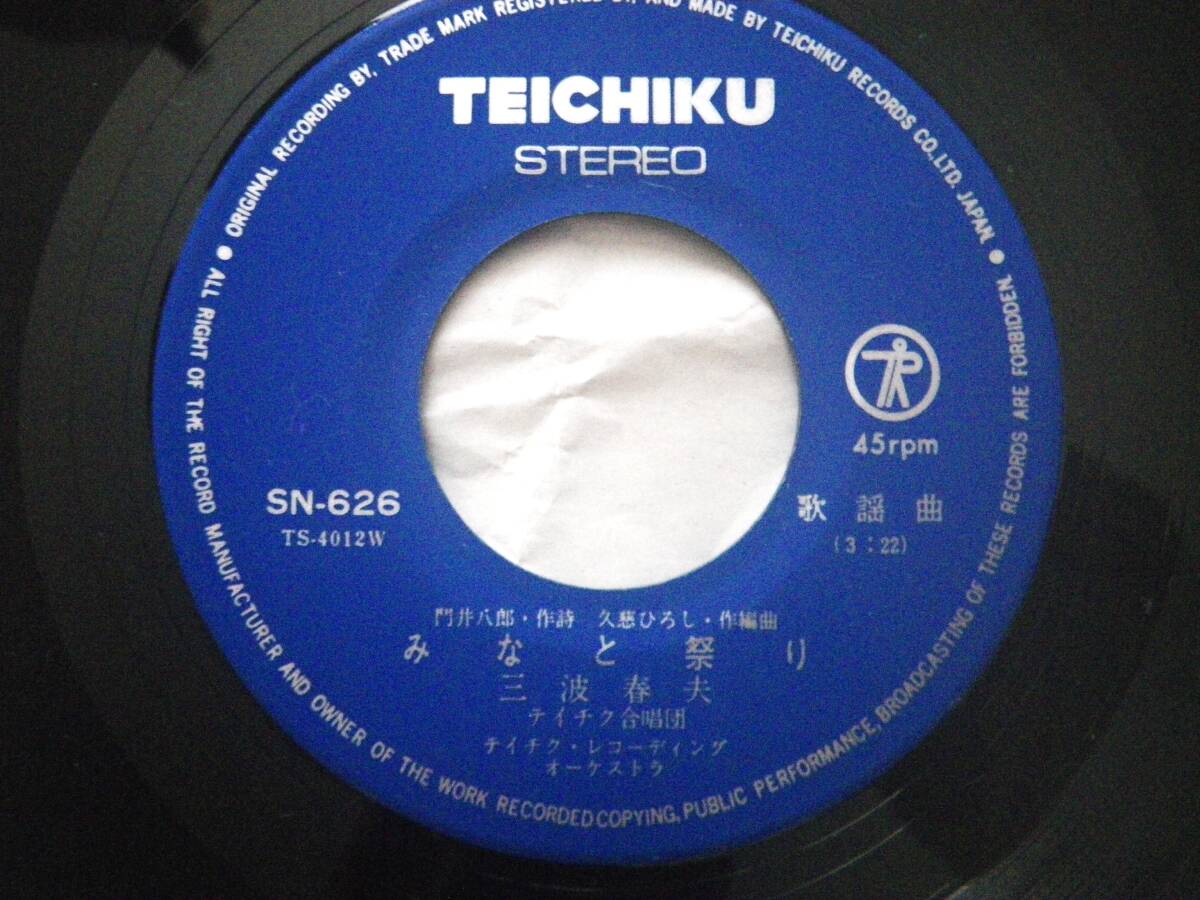 ORIGINAL RECORDING BY, TRADE MARK REGISTERED BY, AND MADE BY TEICHIKU RECORDS CO., LTD. JAPAN.
TEICHIKU
STEREO
45rpm
SN-626
TS-4012W
歌謡曲
(3:22)
門井八郎・作詩 久慈ひろし・作編曲
みなと祭り
三波春夫
テイチク合唱団
テイチク・レコーディング
オーケストラ
ALL RIGHT OF THE RECORD MANUFACTURER AND OWNER OF THE WORK RECORDED COPYING, PUBLIC PERFORMANCE, BROADCASTING OF THESE RECORDS ARE FORBIDDEN.